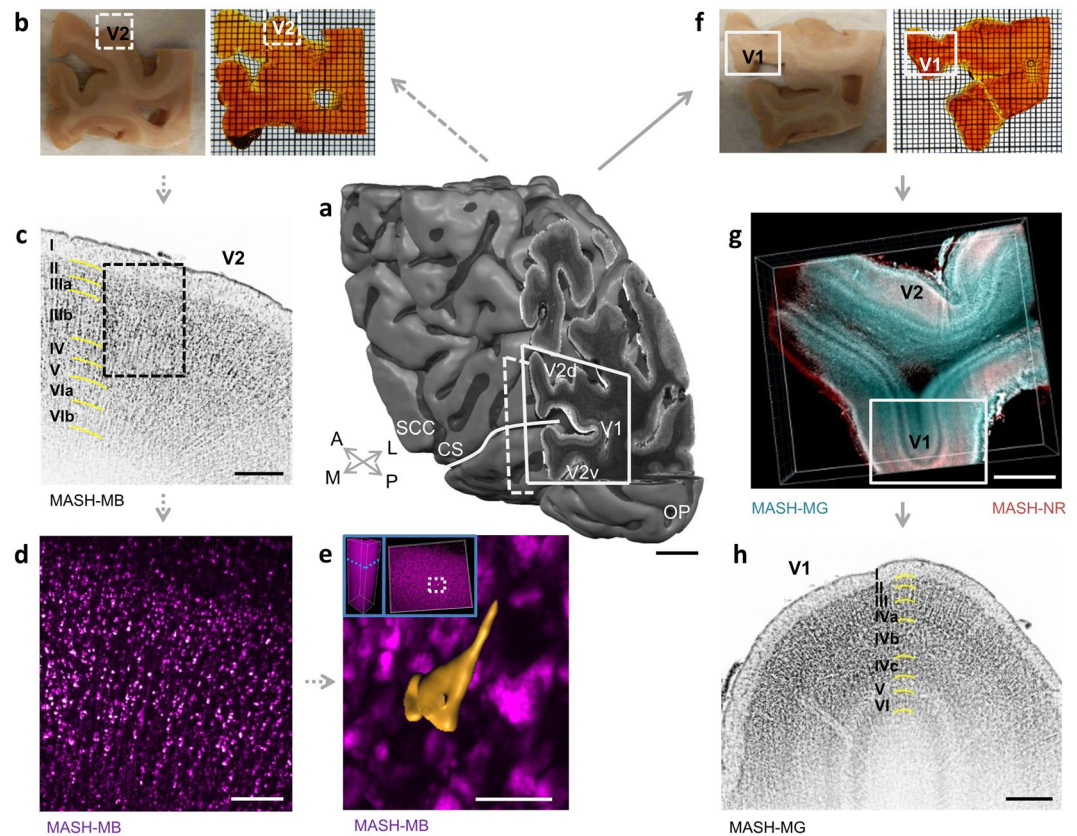 b
V2
V2
f
V1
V1
a
V2d
V1
V2v
SCC
CS
OP
A
L
M
P
c
V2
I
II
IIIa
IIIb
IV
V
VIa
VIb
MASH-MB
g
V2
V1
MASH-MG
MASH-NR
d
MASH-MB
e
MASH-MB
h
V1
I
II
III
IVa
IVb
IVc
V
VI
MASH-MG